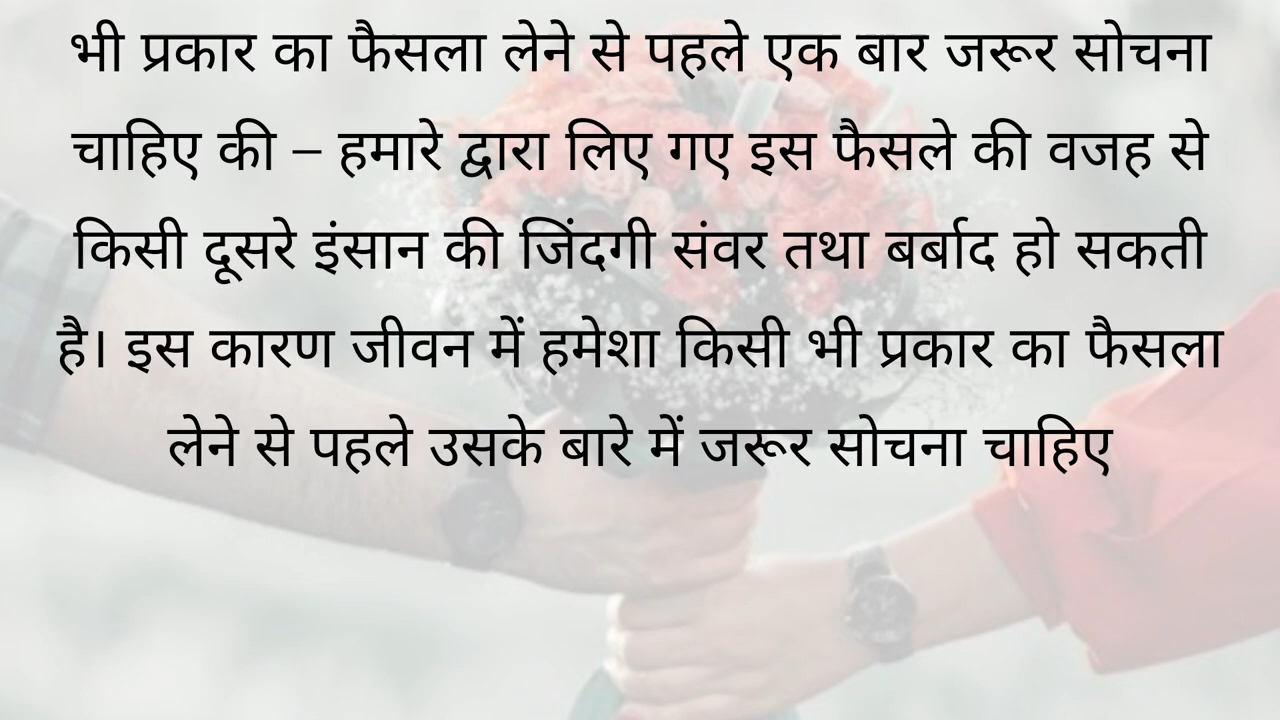 भी प्रकार का फैसला लेने से पहले एक बार जरूर सोचना
चाहिए की – हमारे द्वारा लिए गए इस फैसले की वजह से
किसी दूसरे इंसान की जिंदगी संवर तथा बर्बाद हो सकती
है। इस कारण जीवन में हमेशा किसी भी प्रकार का फैसला
लेने से पहले उसके बारे में जरूर सोचना चाहिए